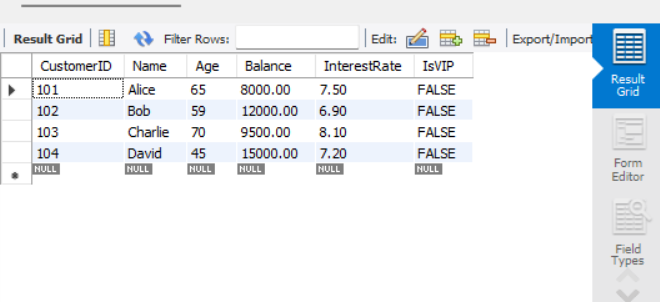 Result Grid Filter Rows: Edit: Export/Import
CustomerID Name Age Balance InterestRate IsVIP
101 Alice 65 8000.00 7.50 FALSE
102 Bob 59 12000.00 6.90 FALSE
103 Charlie 70 9500.00 8.10 FALSE
104 David 45 15000.00 7.20 FALSE
NULL NULL NULL NULL NULL NULL
Result
Grid
Form
Editor
Field
Types